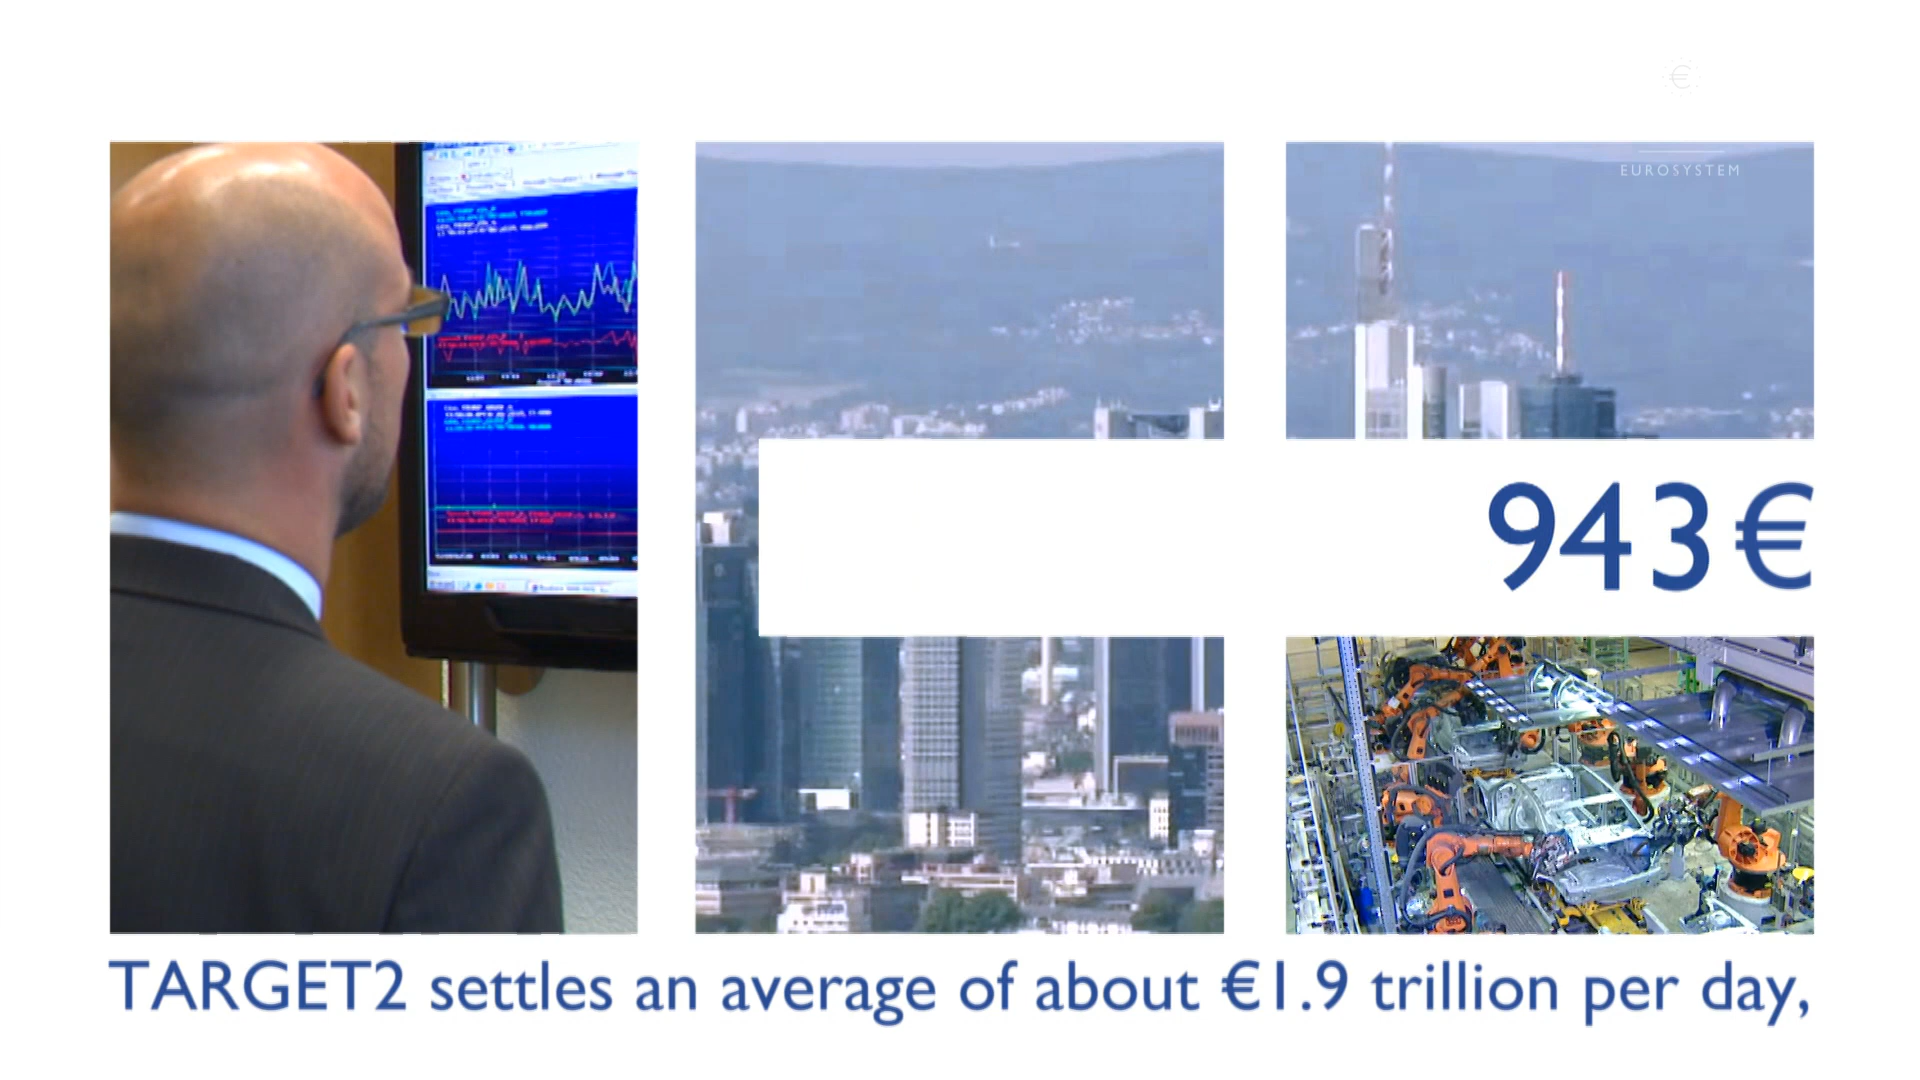 EUROSYSTEM
943€
TARGET2 settles an average of about €1.9 trillion per day,